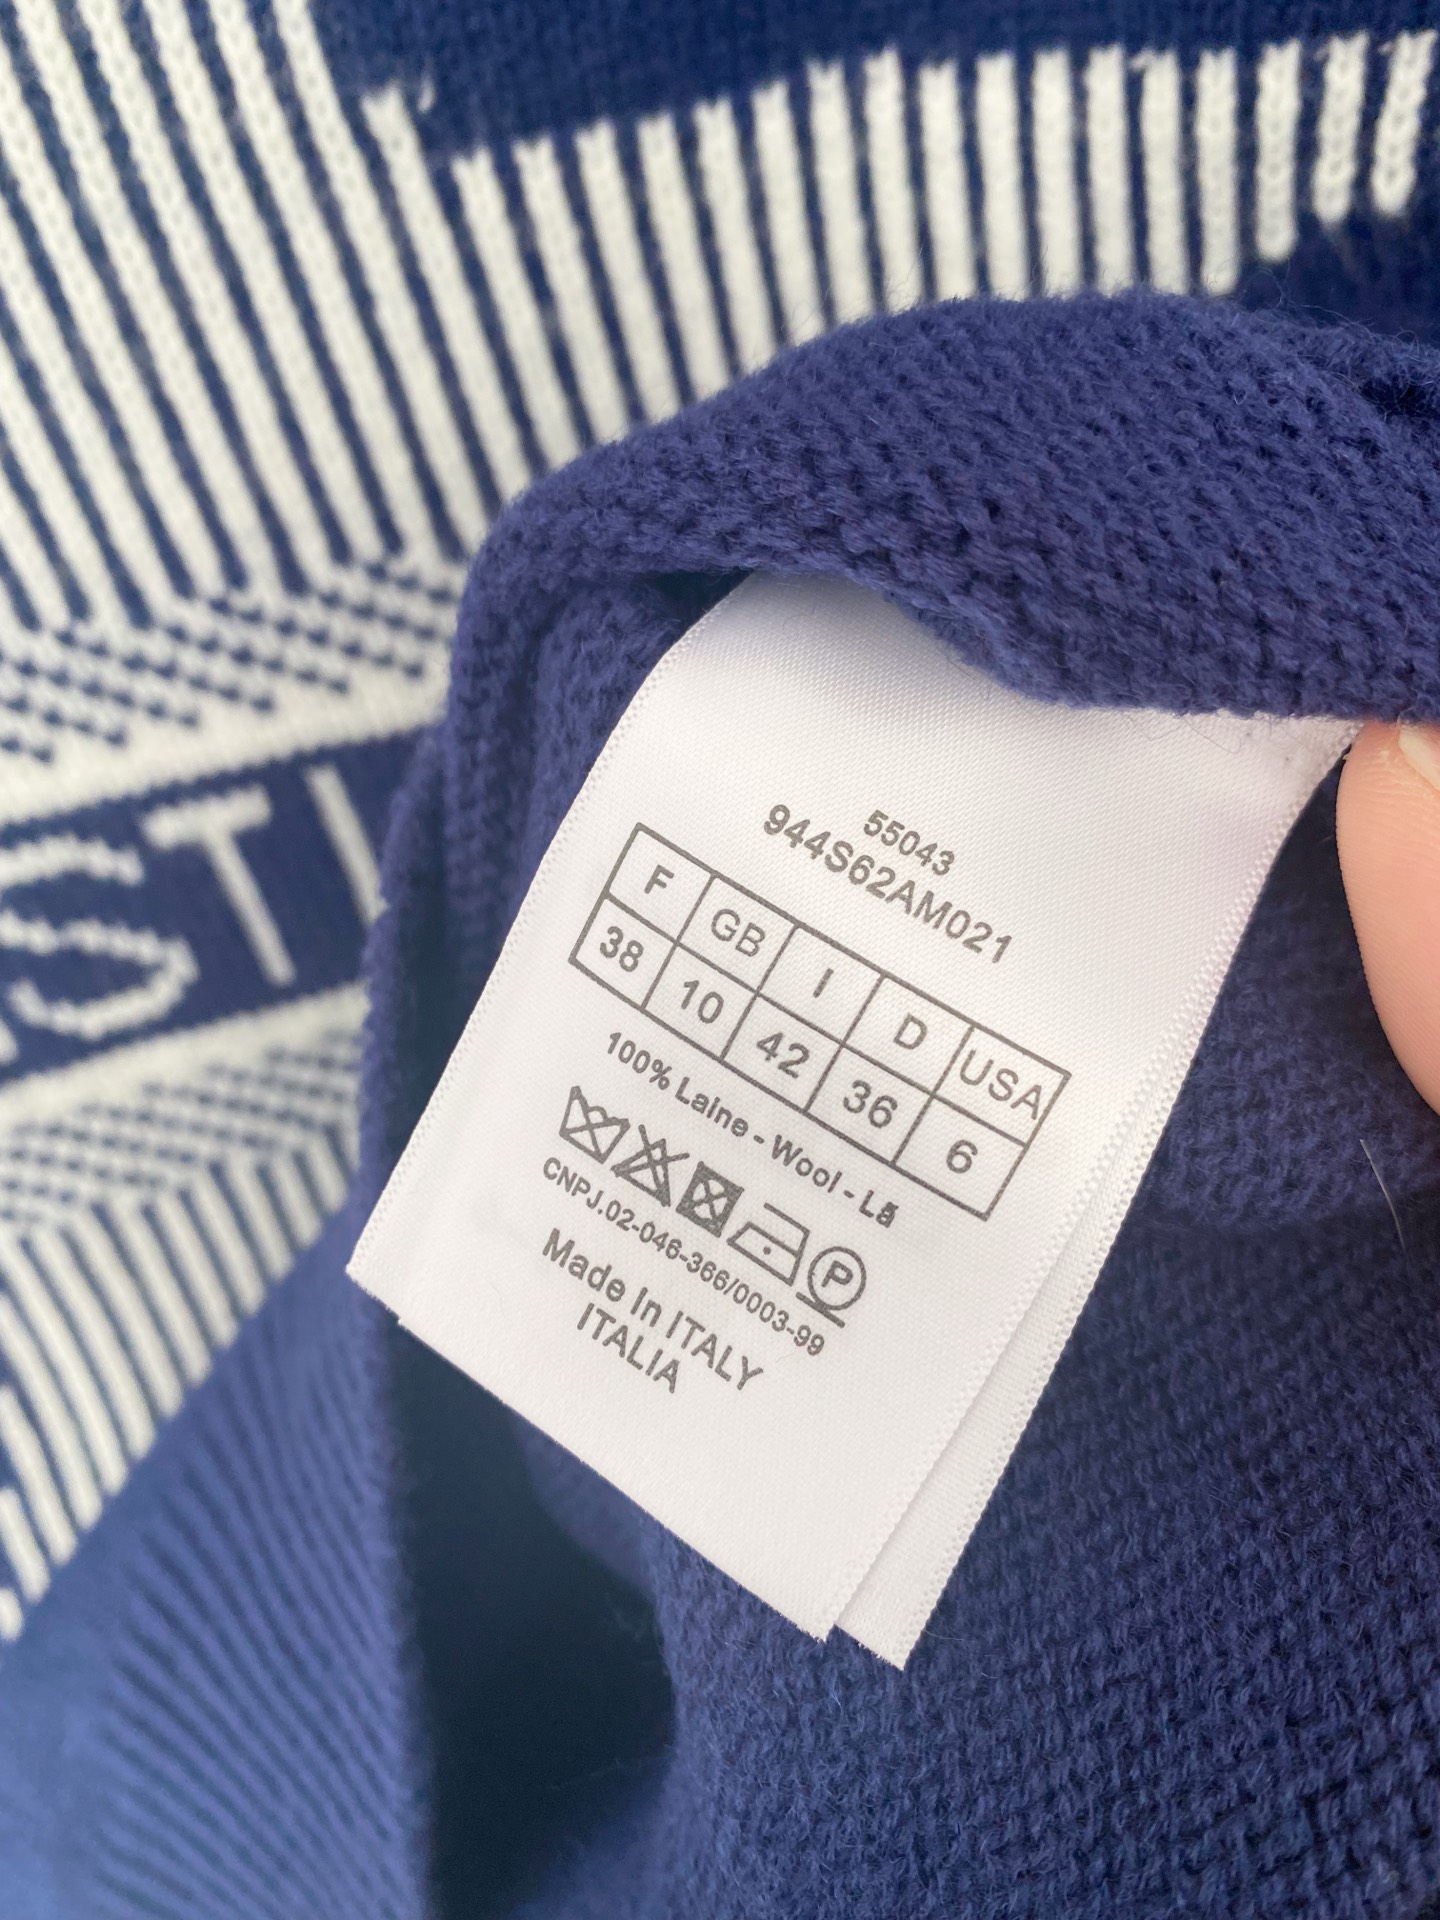 55043
944S62AM021
F GB I D USA
38 10 42 36 6
100% Laine - Wool - Lã
P
CNPJ.02-046-366/0003-99
Made In ITALY
ITALIA
STI